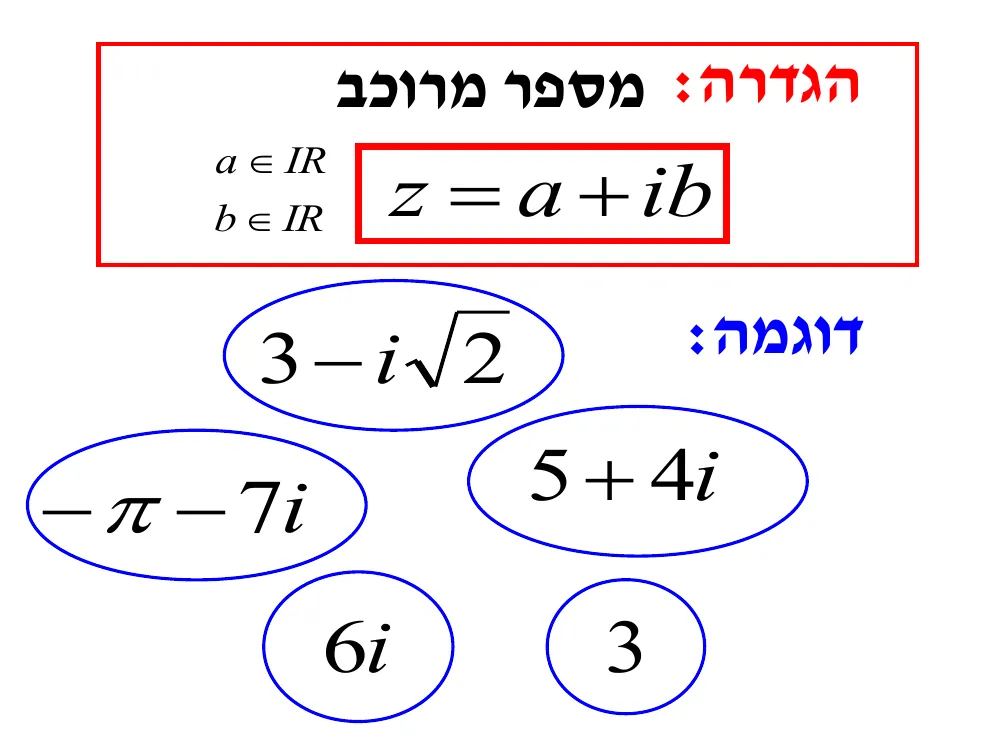 הגדרה: מספר מרוכב
z = a + ib
a ∈ IR
b ∈ IR
דוגמה:
3 − i√2
5 + 4i
−π − 7i
3
6i